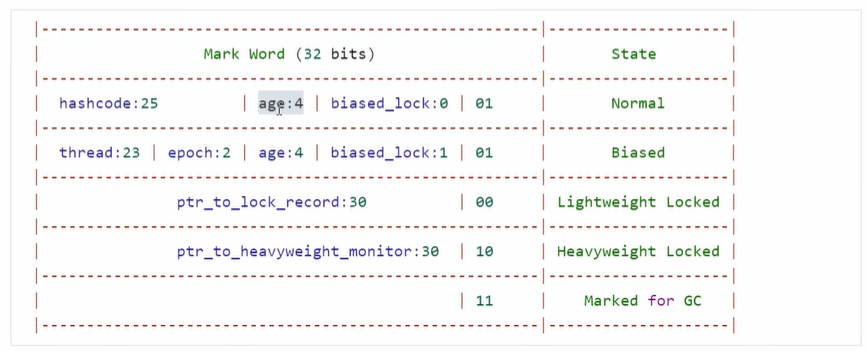 |-------------------------------------------------------|--------------------|
|                  Mark Word (32 bits)                  |       State        |
|-------------------------------------------------------|--------------------|
| hashcode:25          | age:4 | biased_lock:0 | 01     |       Normal       |
|-------------------------------------------------------|--------------------|
| thread:23 | epoch:2 | age:4 | biased_lock:1 | 01      |       Biased       |
|-------------------------------------------------------|--------------------|
|               ptr_to_lock_record:30          | 00     | Lightweight Locked |
|-------------------------------------------------------|--------------------|
|               ptr_to_heavyweight_monitor:30  | 10     | Heavyweight Locked |
|-------------------------------------------------------|--------------------|
|                                              | 11     |   Marked for GC    |
|-------------------------------------------------------|--------------------|